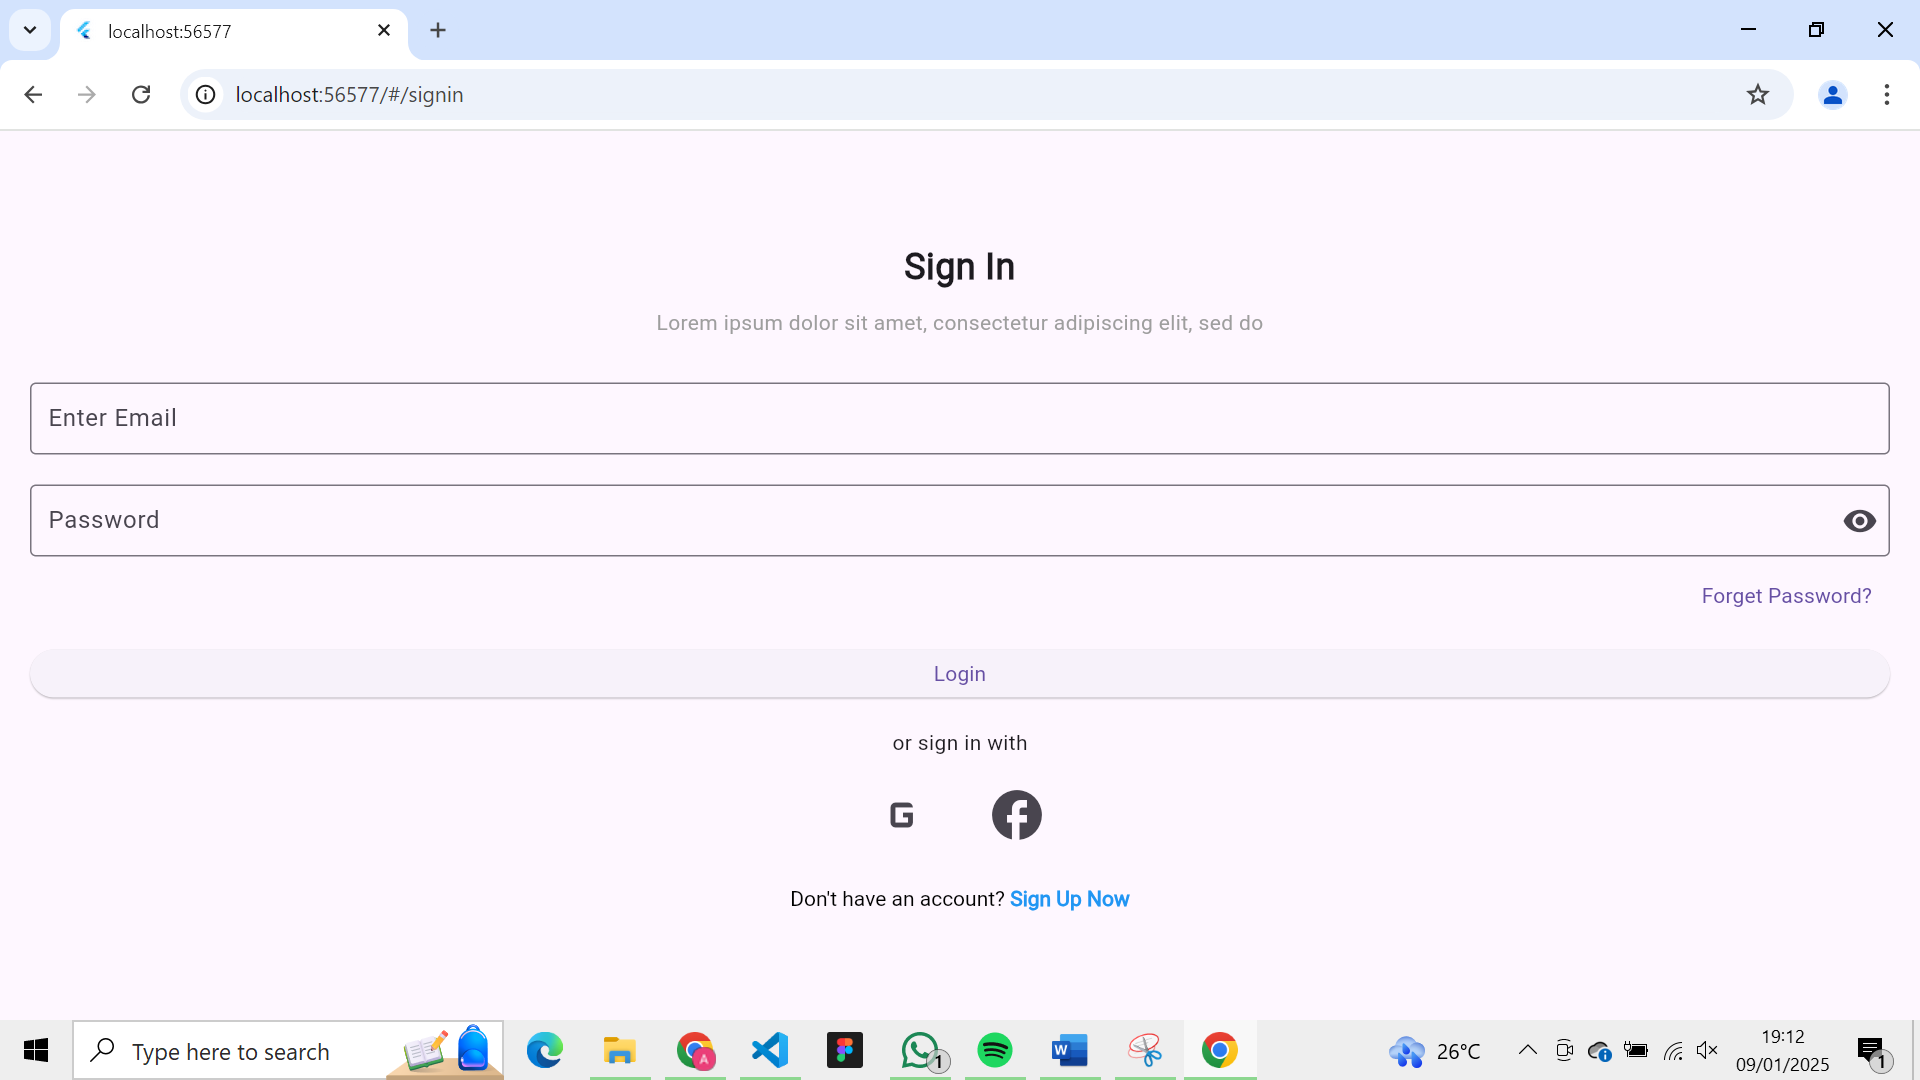 localhost:56577
localhost:56577/#/signin
Sign In
Lorem ipsum dolor sit amet, consectetur adipiscing elit, sed do
Enter Email
Password
Forget Password?
Login
or sign in with
G
Don't have an account? Sign Up Now
Type here to search
A
1
W
26°C
19:12
09/01/2025
1